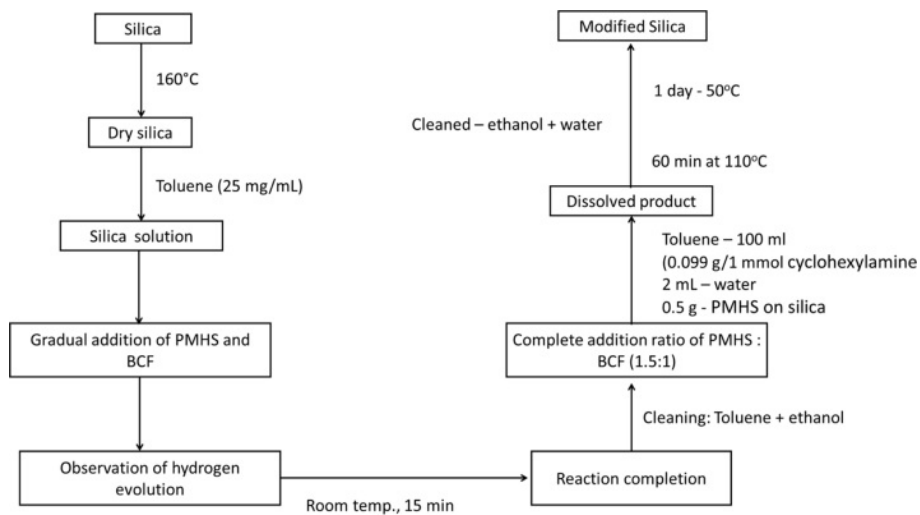 Silica
160°C
Dry silica
Toluene (25 mg/mL)
Silica solution
Gradual addition of PMHS and
BCF
Observation of hydrogen
evolution
Room temp., 15 min
Reaction completion
Cleaning: Toluene + ethanol
Complete addition ratio of PMHS :
BCF (1.5:1)
Toluene – 100 ml
(0.099 g/1 mmol cyclohexylamine
2 mL – water
0.5 g - PMHS on silica
Dissolved product
60 min at 110°C
Cleaned – ethanol + water
1 day - 50°C
Modified Silica